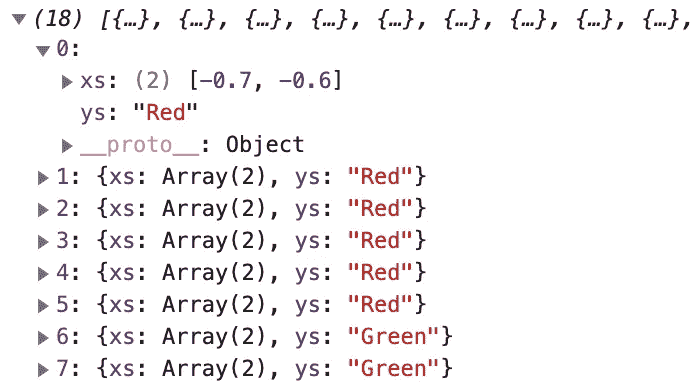 (18) [{…}, {…}, {…}, {…}, {…}, {…}, {…}, {…},
0:
xs: (2) [-0.7, -0.6]
ys: "Red"
__proto__: Object
1: {xs: Array(2), ys: "Red"}
2: {xs: Array(2), ys: "Red"}
3: {xs: Array(2), ys: "Red"}
4: {xs: Array(2), ys: "Red"}
5: {xs: Array(2), ys: "Red"}
6: {xs: Array(2), ys: "Green"}
7: {xs: Array(2), ys: "Green"}